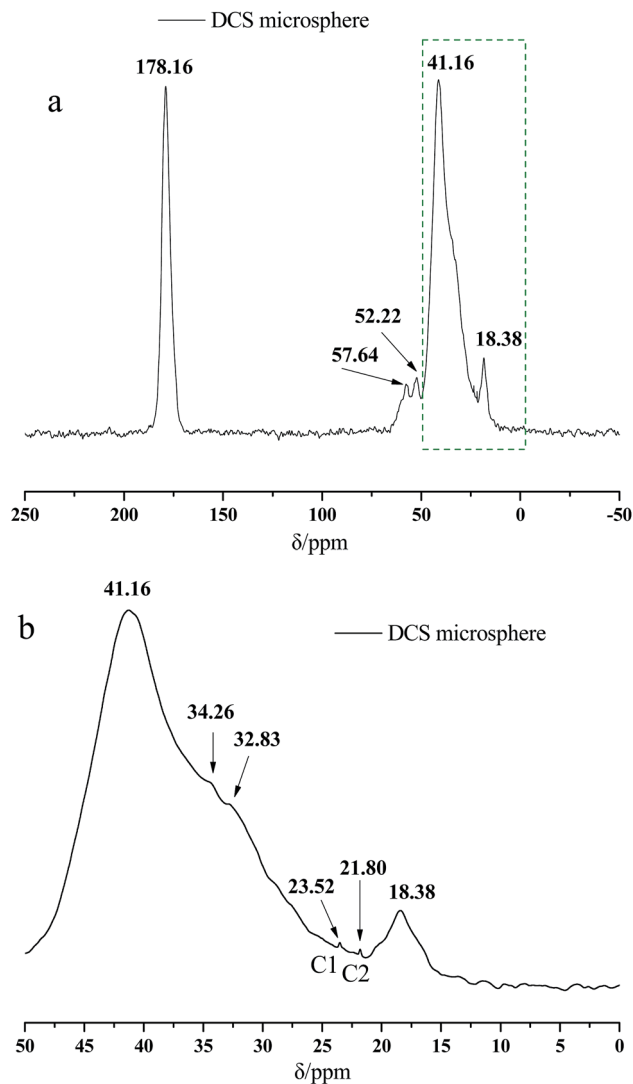 DCS microsphere
a
178.16
41.16
52.22
57.64
18.38
250 200 150 100 50 0 -50
δ/ppm
b
41.16
DCS microsphere
34.26
32.83
23.52
21.80
18.38
C1
C2
50 45 40 35 30 25 20 15 10 5 0
δ/ppm